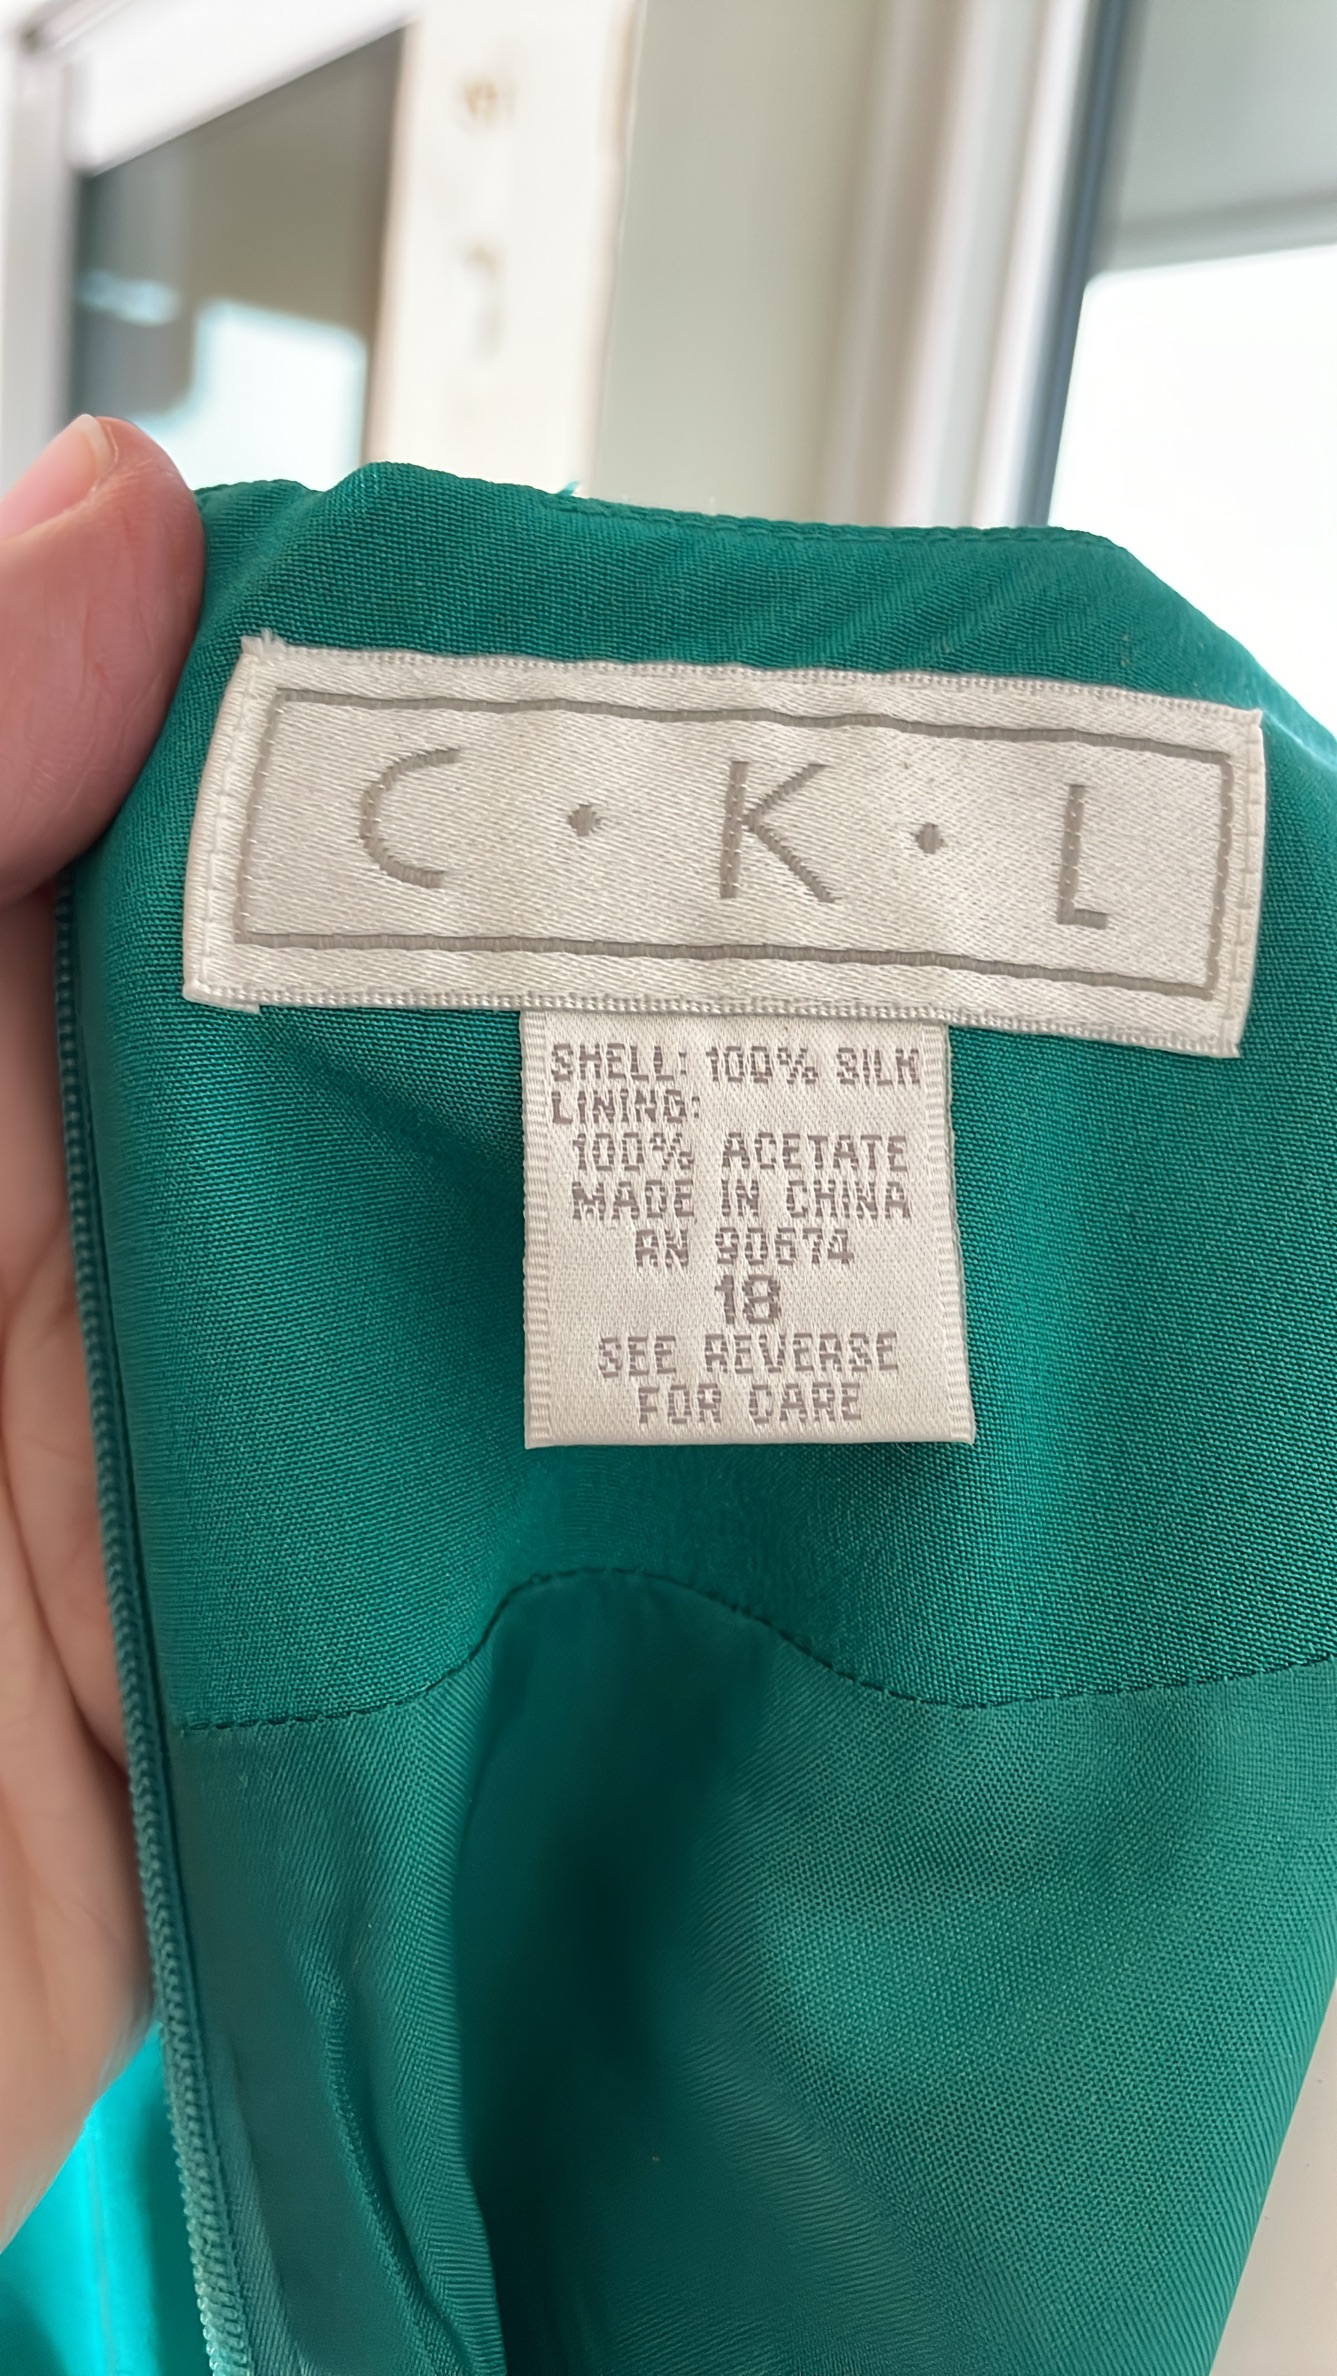 C · K · L
SHELL: 100% SILK
LINING:
100% ACETATE
MADE IN CHINA
RN 90674
18
SEE REVERSE
FOR CARE